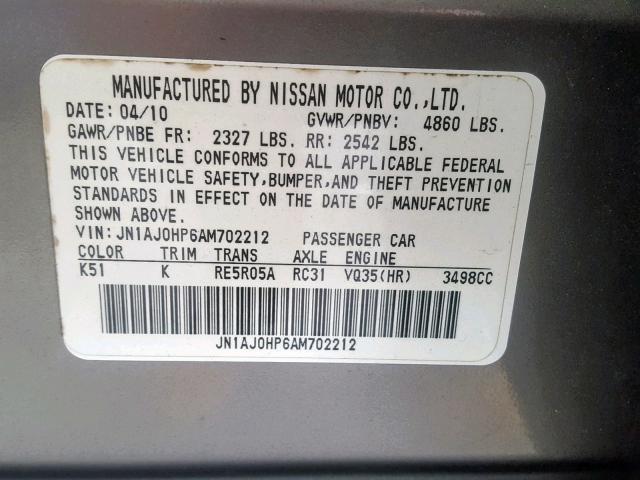 MANUFACTURED BY NISSAN MOTOR CO.,LTD.
DATE: 04/10 GVWR/PNBV: 4860 LBS.
GAWR/PNBE FR: 2327 LBS. RR: 2542 LBS.
THIS VEHICLE CONFORMS TO ALL APPLICABLE FEDERAL
MOTOR VEHICLE SAFETY,BUMPER,AND THEFT PREVENTION
STANDARDS IN EFFECT ON THE DATE OF MANUFACTURE
SHOWN ABOVE.
VIN:JN1AJ0HP6AM702212 PASSENGER CAR
COLOR TRIM TRANS AXLE ENGINE
K51 K RE5R05A RC31 VQ35(HR) 3498CC
JN1AJ0HP6AM702212